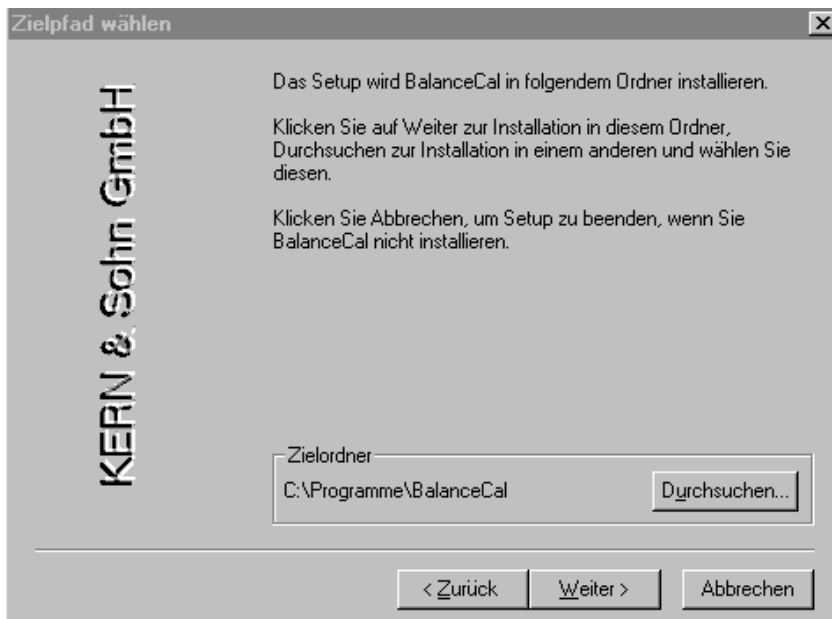 Zielpfad wählen
KERN & Sohn GmbH
Das Setup wird BalanceCal in folgendem Ordner installieren.
Klicken Sie auf Weiter zur Installation in diesem Ordner,
Durchsuchen zur Installation in einem anderen und wählen Sie
diesen.
Klicken Sie Abbrechen, um Setup zu beenden, wenn Sie
BalanceCal nicht installieren.
Zielordner
C:\Programme\BalanceCal
Durchsuchen...
< Zurück
Weiter >
Abbrechen